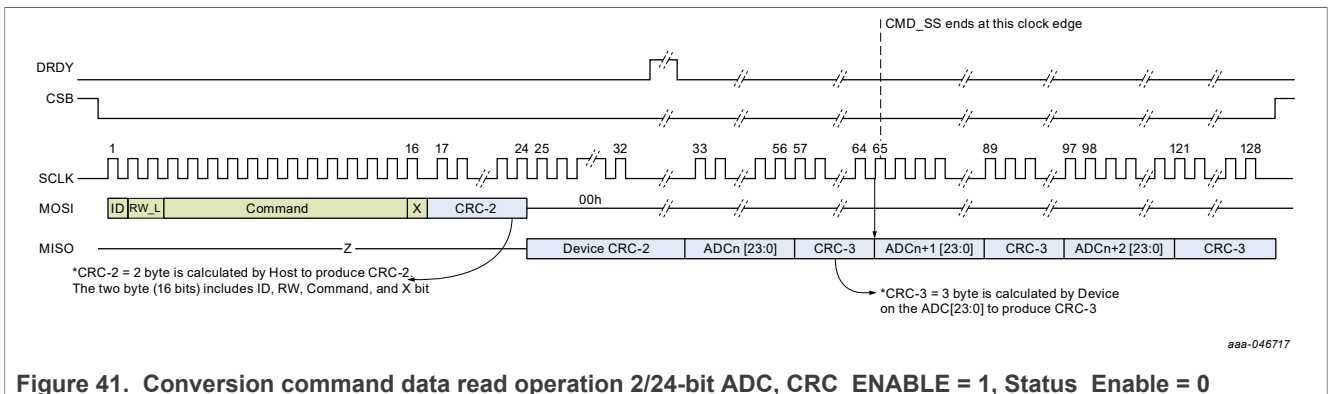 CMD_SS ends at this clock edge
DRDY
CSB
1 16 17 24 25 32 33 56 57 64 65 89 97 98 121 128
SCLK
MOSI ID RW_L Command X CRC-2 00h
MISO Z Device CRC-2 ADCn [23:0] CRC-3 ADCn+1 [23:0] CRC-3 ADCn+2 [23:0] CRC-3
*CRC-2 = 2 byte is calculated by Host to produce CRC-2.
The two byte (16 bits) includes ID, RW, Command, and X bit
*CRC-3 = 3 byte is calculated by Device
on the ADC[23:0] to produce CRC-3
aaa-046717
Figure 41. Conversion command data read operation 2/24-bit ADC, CRC_ENABLE = 1, Status_Enable = 0